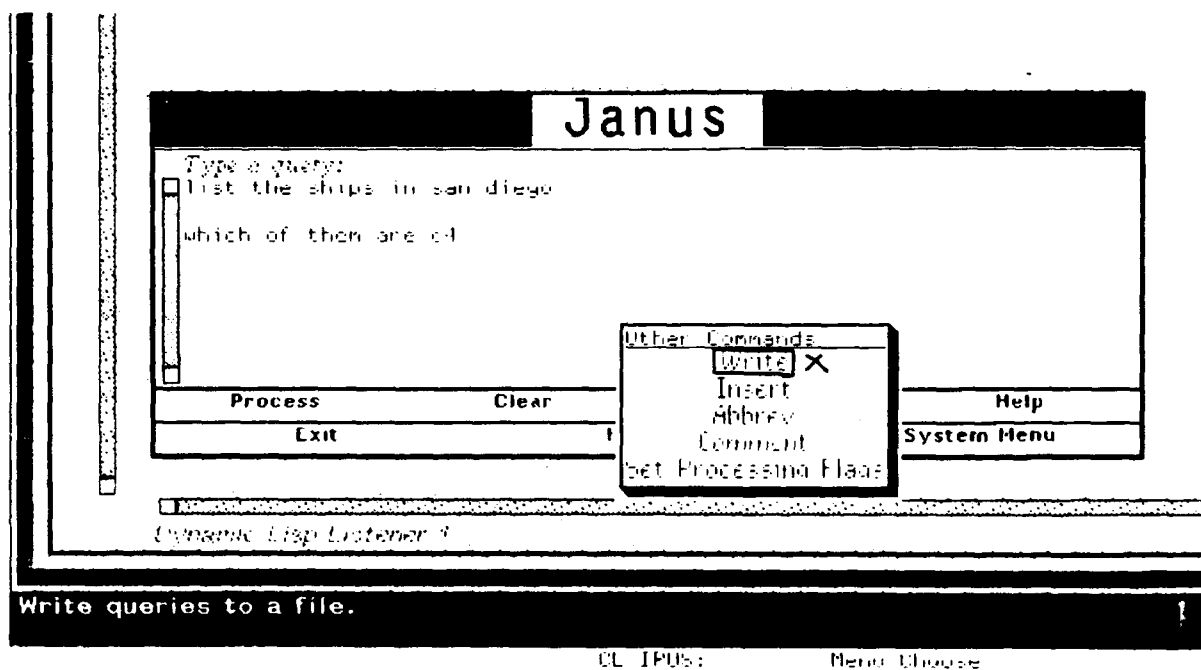 Janus
Type a query:
list the ships in san diego
which of them are c4
Other Commands
Write
Insert
Abbrev
Comment
Set Processing Flags
Process Clear Help
Exit System Menu
Dynamic Lisp Listener 1
Write queries to a file.
Menu Choose